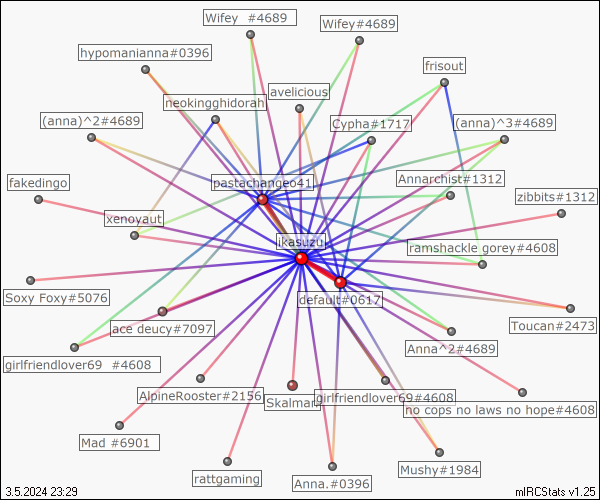 Wifey  #4689
Wifey#4689
hypomanianna#0396
frisout
avelicious
neokingghidorah
(anna)^2#4689
Cypha#1717
(anna)^3#4689
fakedingo
pastachange041
Annarchist#1312
zibbits#1312
Xenoyaut
ikasuzu
ramshackle gorey#4608
Soxy Foxy#5076
default#0617
ace deucy#7097
Toucan#2473
Anna^2#4689
girlfriendlover69  #4608
AlpineRooster#2156
Skalman
girlfriendlover69#4608
no cops no laws no hope#4608
Mad #6901
rattgaming
Anna.#0396
Mushy#1984
3.5.2024 23:29
mIRCStats v1.25